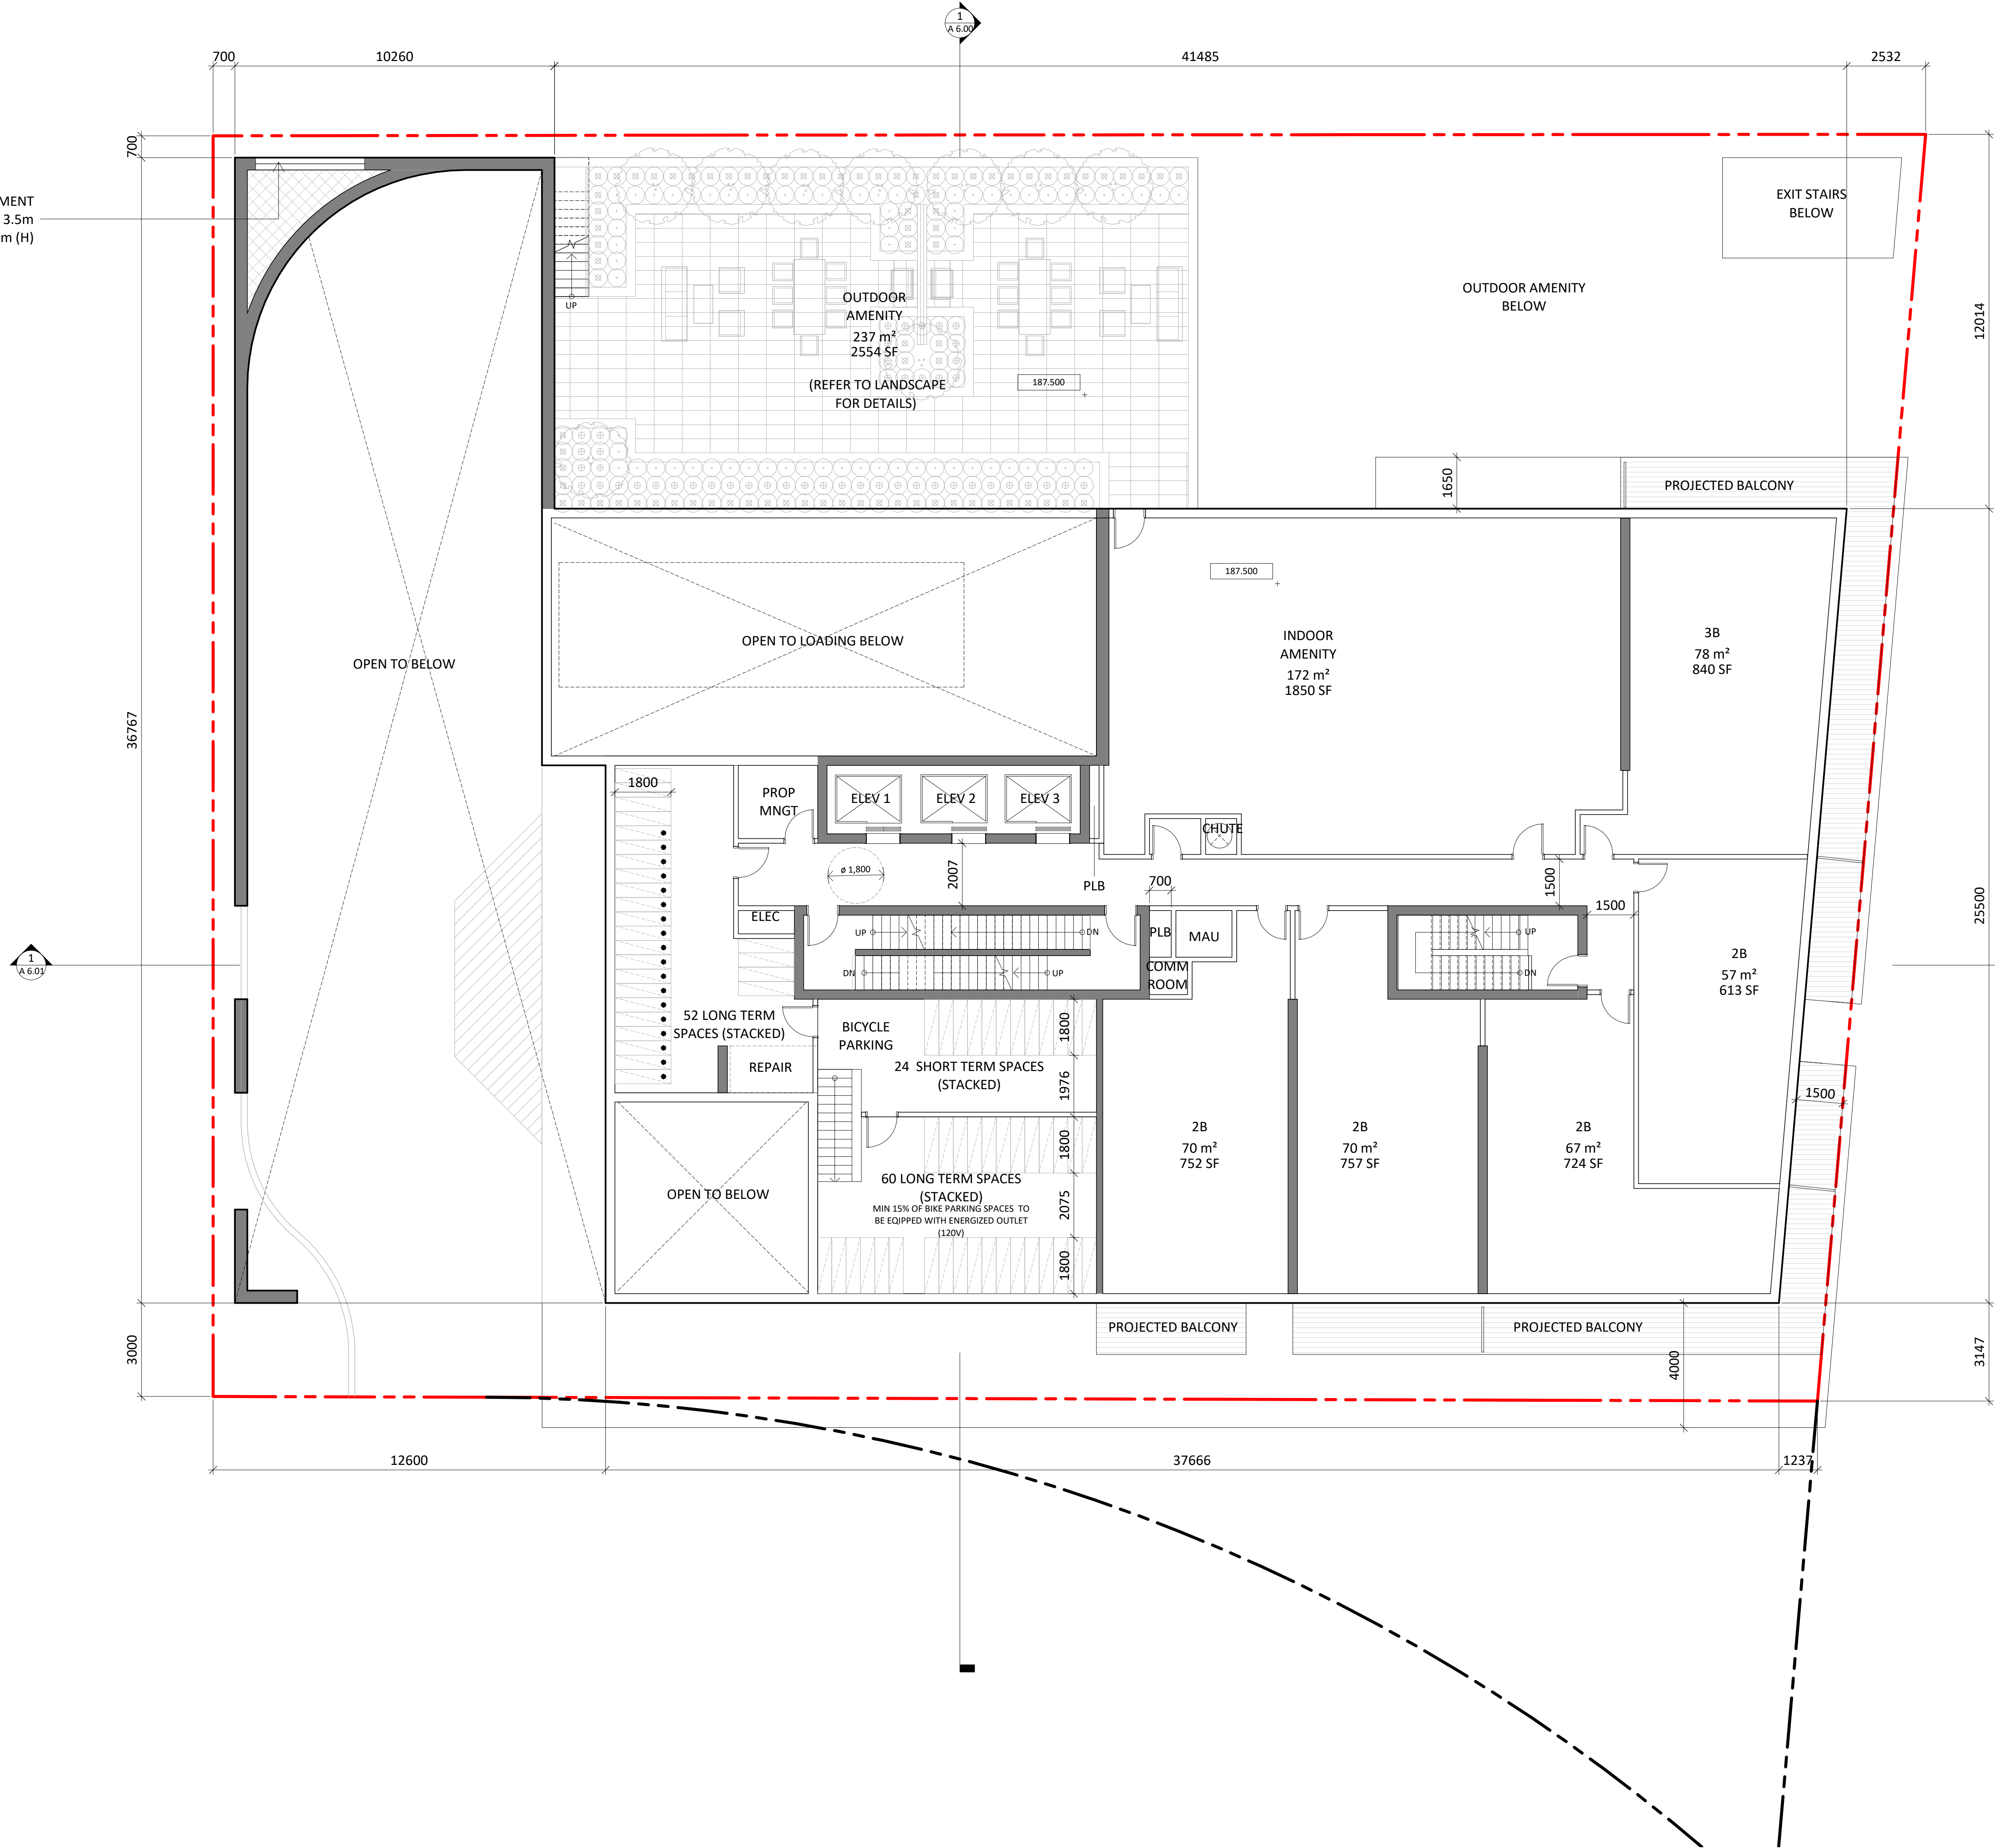 1
A 6.00
700
10260
41485
2532
700
MENT
3.5m
m (H)
EXIT STAIRS
BELOW
UP
OUTDOOR
AMENITY
237 m²
2554 SF
(REFER TO LANDSCAPE
FOR DETAILS)
187.500
OUTDOOR AMENITY
BELOW
12014
1650
PROJECTED BALCONY
187.500
OPEN TO BELOW
OPEN TO LOADING BELOW
INDOOR
AMENITY
172 m²
1850 SF
3B
78 m²
840 SF
36767
1800
PROP
MNGT
ELEV 1
ELEV 2
ELEV 3
CHUTE
ø 1,800
2007
PLB
700
1500
1500
25500
ELEC
UP
DN
DN
UP
PLB
MAU
COMM
ROOM
UP
DN
2B
57 m²
613 SF
1
A 6.01
52 LONG TERM
SPACES (STACKED)
BICYCLE
PARKING
REPAIR
24 SHORT TERM SPACES
(STACKED)
1800
1976
1800
2075
1800
1500
2B
70 m²
752 SF
2B
70 m²
757 SF
2B
67 m²
724 SF
OPEN TO BELOW
60 LONG TERM SPACES
(STACKED)
MIN 15% OF BIKE PARKING SPACES TO
BE EQIPPED WITH ENERGIZED OUTLET
(120V)
PROJECTED BALCONY
PROJECTED BALCONY
3000
4000
3147
12600
37666
1237